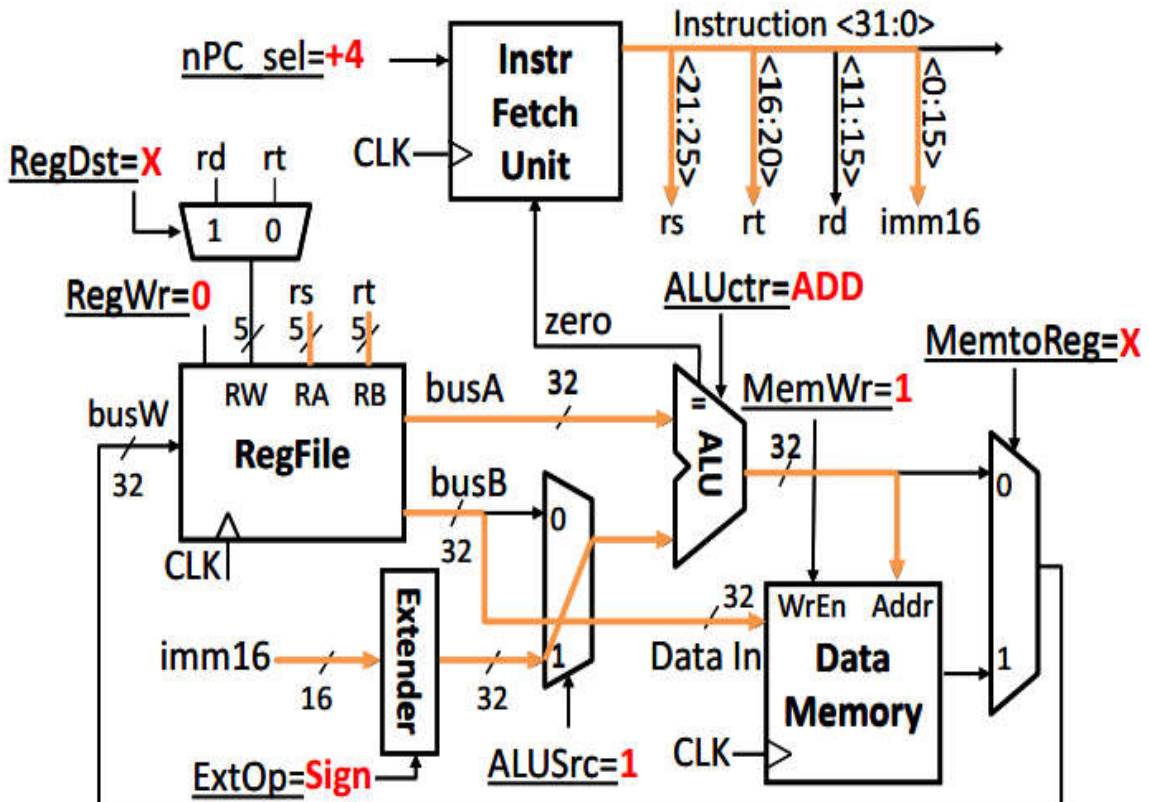 Instruction <31:0>
nPC_sel=+4
Instr
Fetch
Unit
CLK
<21:25>
<16:20>
<11:15>
<0:15>
rs
rt
rd
imm16
RegDst=X
rd
rt
1
0
RegWr=0
rs
rt
5
5
5
zero
ALUctr=ADD
MemtoReg=X
MemWr=1
busW
32
RW
RA
RB
RegFile
CLK
busA
32
busB
32
=
ALU
32
0
1
0
1
imm16
16
Extender
32
ExtOp=Sign
ALUSrc=1
32
Data In
WrEn
Addr
Data
Memory
CLK